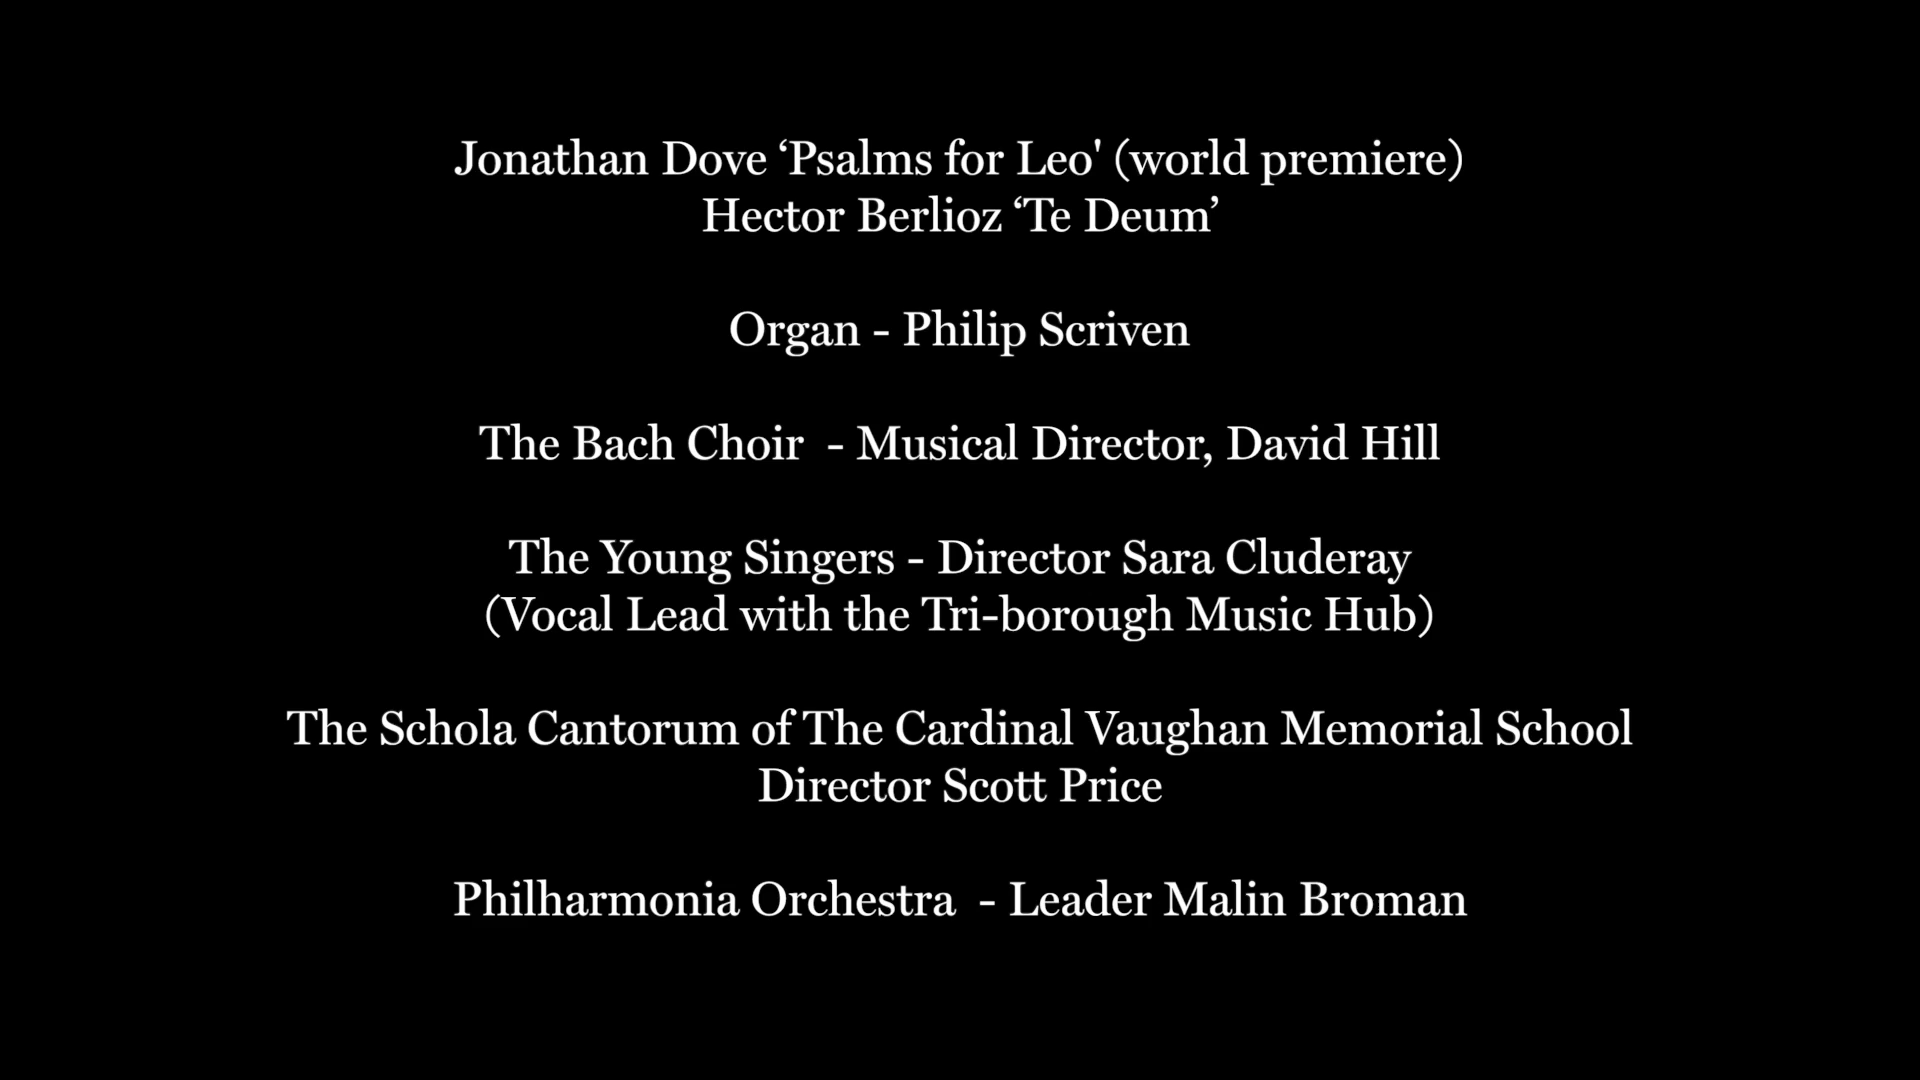 Jonathan Dove ‘Psalms for Leo' (world premiere)
Hector Berlioz ‘Te Deum’
Organ - Philip Scriven
The Bach Choir  - Musical Director, David Hill
The Young Singers - Director Sara Cluderay
(Vocal Lead with the Tri-borough Music Hub)
The Schola Cantorum of The Cardinal Vaughan Memorial School
Director Scott Price
Philharmonia Orchestra  - Leader Malin Broman